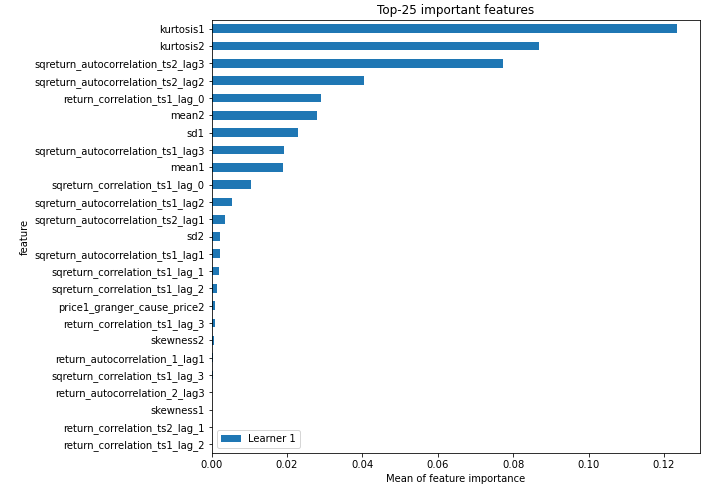 Top-25 important features
kurtosis1
kurtosis2
sqreturn_autocorrelation_ts2_lag3
sqreturn_autocorrelation_ts2_lag2
return_correlation_ts1_lag_0
mean2
sd1
sqreturn_autocorrelation_ts1_lag3
mean1
sqreturn_correlation_ts1_lag_0
sqreturn_autocorrelation_ts1_lag2
sqreturn_autocorrelation_ts2_lag1
sd2
sqreturn_autocorrelation_ts1_lag1
sqreturn_correlation_ts1_lag_1
sqreturn_correlation_ts1_lag_2
price1_granger_cause_price2
return_correlation_ts1_lag_3
skewness2
return_autocorrelation_1_lag1
sqreturn_correlation_ts1_lag_3
return_autocorrelation_2_lag3
skewness1
return_correlation_ts2_lag_1
return_correlation_ts1_lag_2
feature
Learner 1
0.00 0.02 0.04 0.06 0.08 0.10 0.12
Mean of feature importance